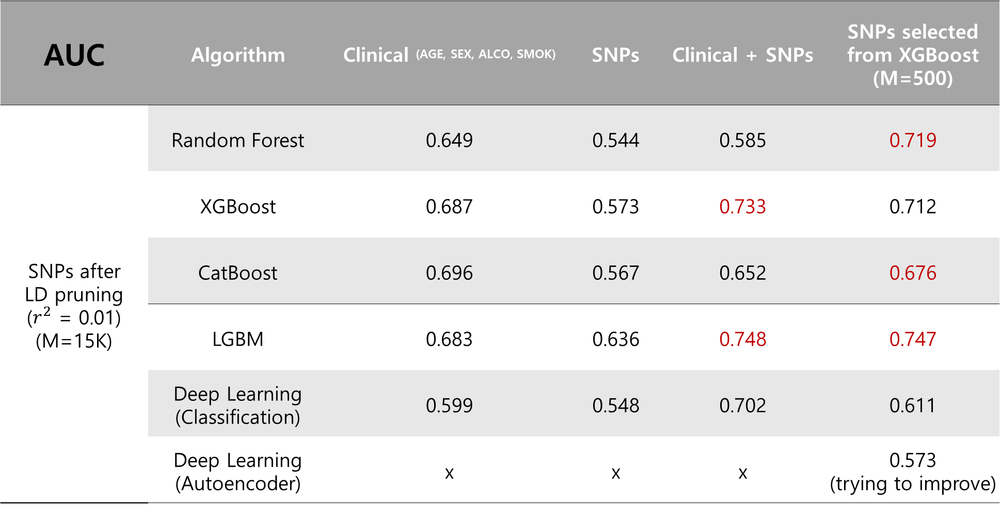 AUC
Algorithm
Clinical (AGE, SEX, ALCO, SMOK)
SNPs
Clinical + SNPs
SNPs selected
from XGBoost
(M=500)
SNPs after
LD pruning
(r² = 0.01)
(M=15K)
Random Forest
0.649
0.544
0.585
0.719
XGBoost
0.687
0.573
0.733
0.712
CatBoost
0.696
0.567
0.652
0.676
LGBM
0.683
0.636
0.748
0.747
Deep Learning
(Classification)
0.599
0.548
0.702
0.611
Deep Learning
(Autoencoder)
x
x
x
0.573
(trying to improve)